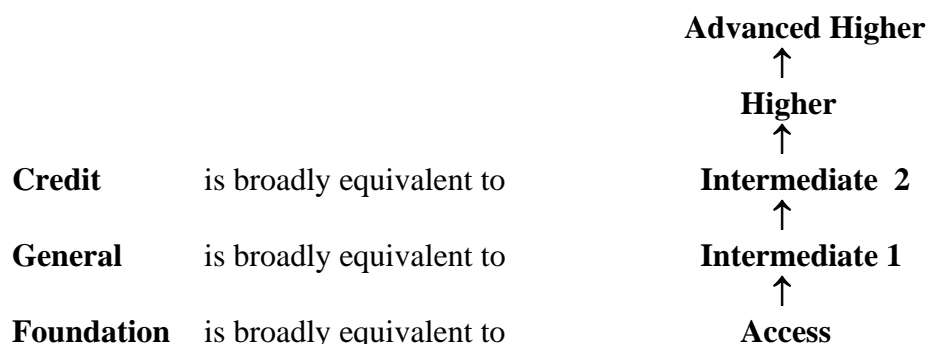 Advanced Higher
↑
Higher
↑
Credit is broadly equivalent to Intermediate 2
↑
General is broadly equivalent to Intermediate 1
↑
Foundation is broadly equivalent to Access